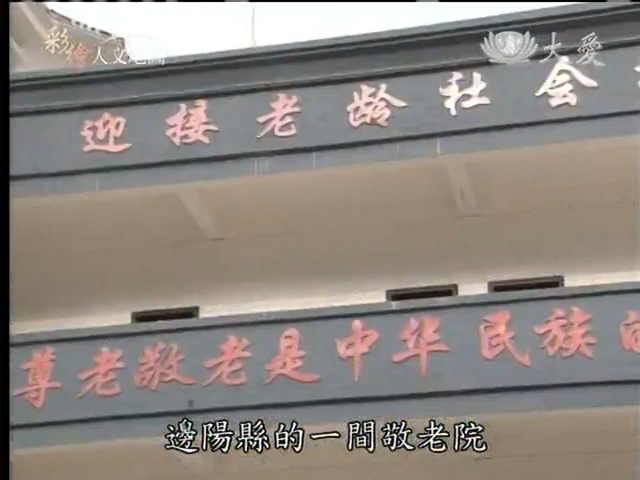 彩繪人文地圖
大愛
迎接老龄社会
尊老敬老是中华民族的
邊陽縣的一間敬老院